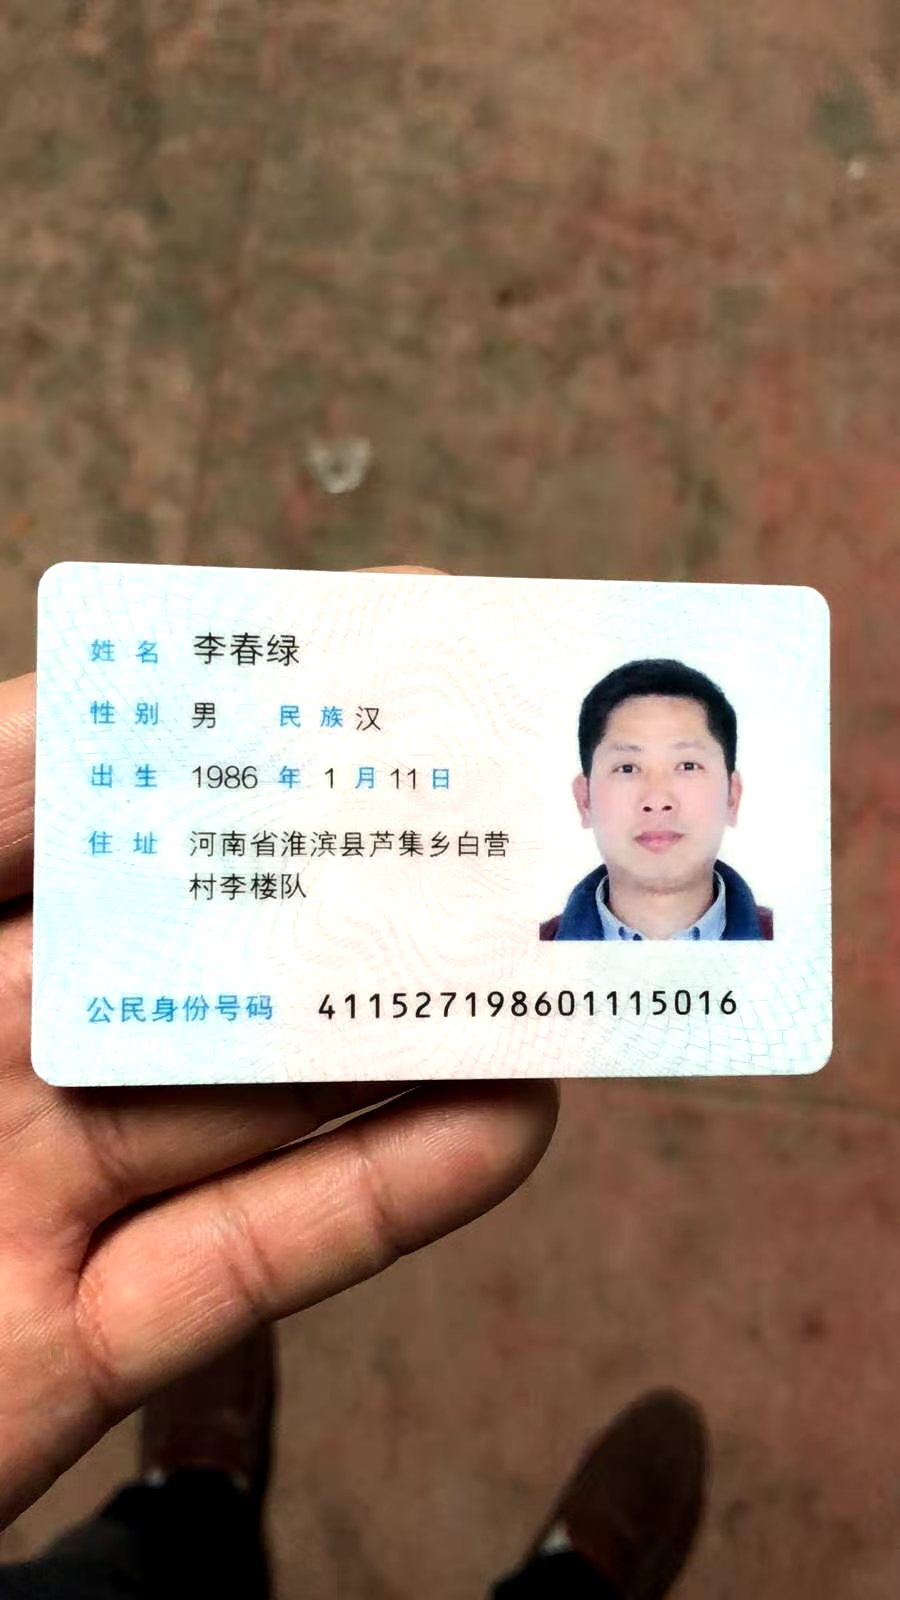 姓名 李春绿
性别 男 民族 汉
出生 1986 年 1 月 11 日
住址 河南省淮滨县芦集乡白营
村李楼队
公民身份号码 411527198601115016